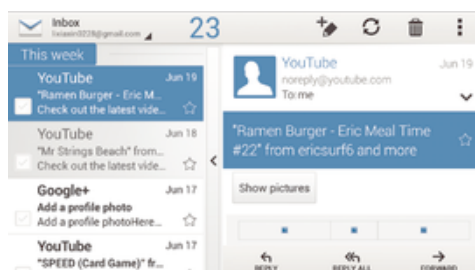 Inbox
23
This week
YouTube Jun 19
"Ramen Burger - Eric M...
Check out the latest vide...
YouTube Jun 18
"Mr Strings Beach" from...
Check out the latest vide...
Google+ Jun 17
Add a profile photo
Add a profile photoHere...
YouTube Jun 17
"SPEED (Card Game)" fr...
YouTube Jun 19
noreply@youtube.com
To: me
"Ramen Burger - Eric Meal Time
#22" from ericsurf6 and more
Show pictures
REPLY REPLY ALL FORWARD